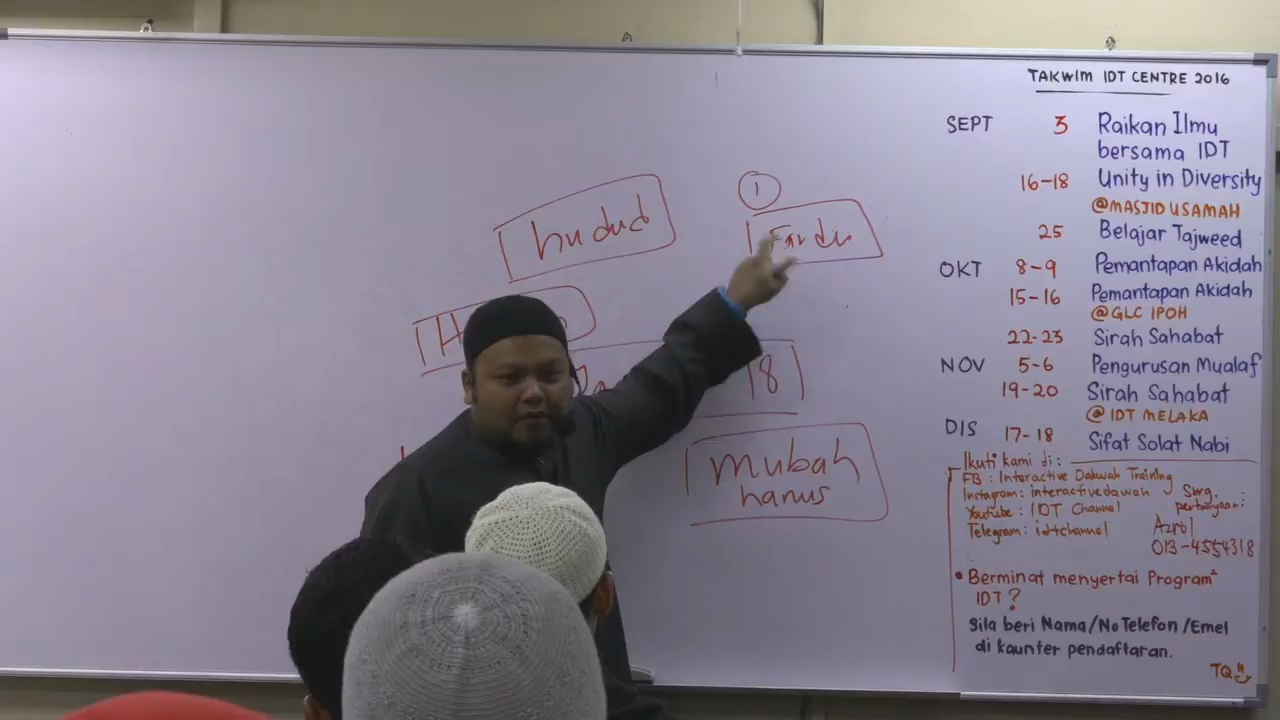 hudud
1
Fardu
18
mubah
harus
TAKWIM IDT CENTRE 2016
SEPT 3 Raikan Ilmu
bersama IDT
16-18 Unity in Diversity
@MASJID USAMAH
25 Belajar Tajweed
OKT 8-9 Pemantapan Akidah
15-16 Pemantapan Akidah
@GLC IPOH
22-23 Sirah Sahabat
NOV 5-6 Pengurusan Mualaf
19-20 Sirah Sahabat
@ IDT MELAKA
DIS 17-18 Sifat Solat Nabi
Ikuti kami di:
FB : Interactive Dakwah Training
Instagram: interactivedawah
Youtube : IDT Channel
Telegram: idtchannel
Smrg.
pertanyaan:
Azrol
013-4554318
• Berminat menyertai Program²
IDT?
Sila beri Nama/No Telefon/Emel
di kaunter pendaftaran.
TQ